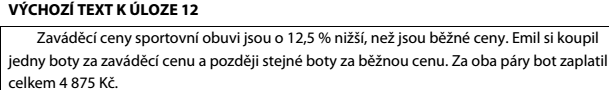 VÝCHOZÍ TEXT K ÚLOZE 12
Zaváděcí ceny sportovní obuvi jsou o 12,5 % nižší, než jsou běžné ceny. Emil si koupil
jedny boty za zaváděcí cenu a později stejné boty za běžnou cenu. Za oba páry bot zaplatil
celkem 4 875 Kč.